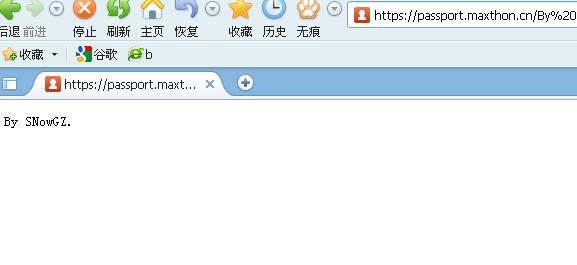 https://passport.maxthon.cn/By%20
后退 前进 停止 刷新 主页 恢复 收藏 历史 无痕
收藏 谷歌 b
https://passport.maxt...
By SNowGZ.